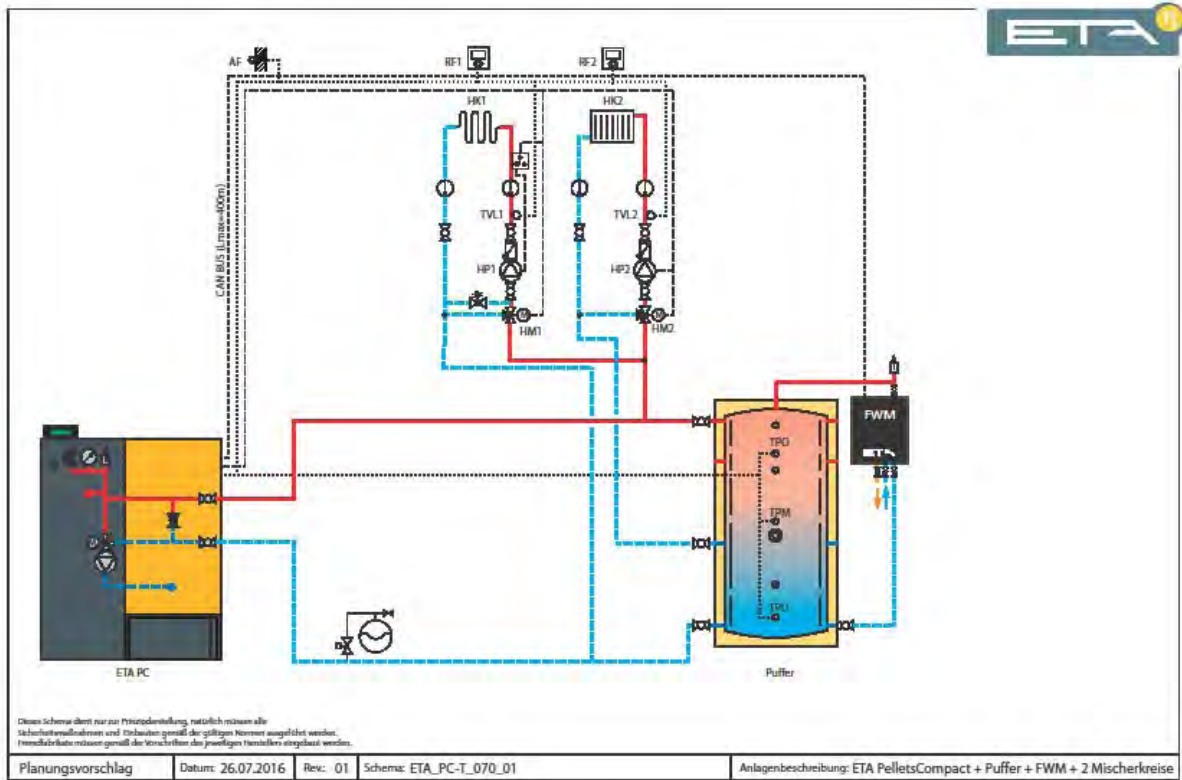 ETA η
AF
RF1
RF2
HK1
HK2
CAN BUS (Lmax=400m)
TVL1
TVL2
HP1
HP2
M
M
HM1
HM2
FWM
ETA
TPO
TPM
TPU
L
ETA PC
Puffer
Dieses Schema dient nur zur Prinzipdarstellung, natürlich müssen alle
Sicherheitsmaßnahmen und Einbauten gemäß der gültigen Normen ausgeführt werden.
Fremdfabrikate müssen gemäß der Vorschriften des jeweiligen Herstellers eingebaut werden.
Planungsvorschlag
Datum: 26.07.2016
Rev.: 01
Schema: ETA_PC-T_070_01
Anlagenbeschreibung: ETA PelletsCompact + Puffer + FWM + 2 Mischerkreise